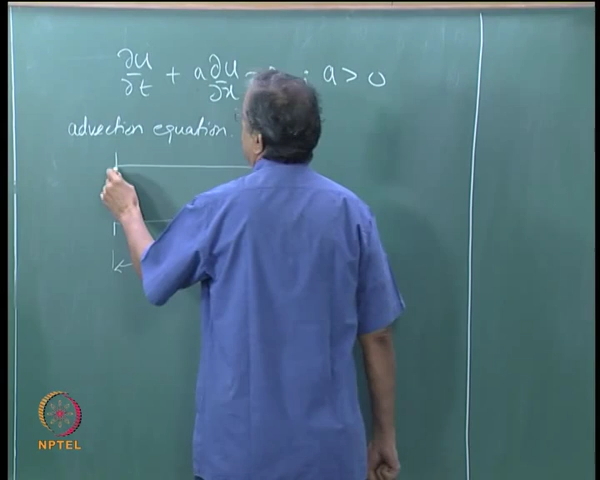 ∂u/∂t + a ∂u/∂x = ; a > 0
advection equation.
NPTEL